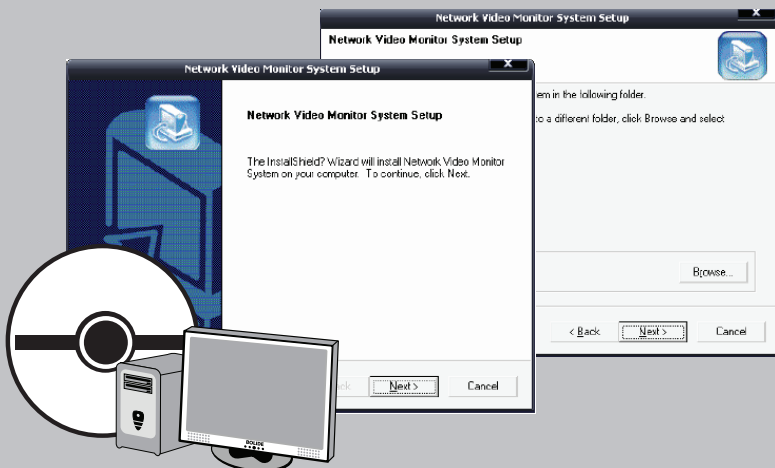 Network Video Monitor System Setup
Network Video Monitor System Setup
em in the following folder.
to a different folder, click Browse and select
Browse...
< Back
Next >
Cancel
Network Video Monitor System Setup
Network Video Monitor System Setup
The InstallShield? Wizard will install Network Video Monitor
System on your computer. To continue, click Next.
ck
Next >
Cancel
BOLIDE